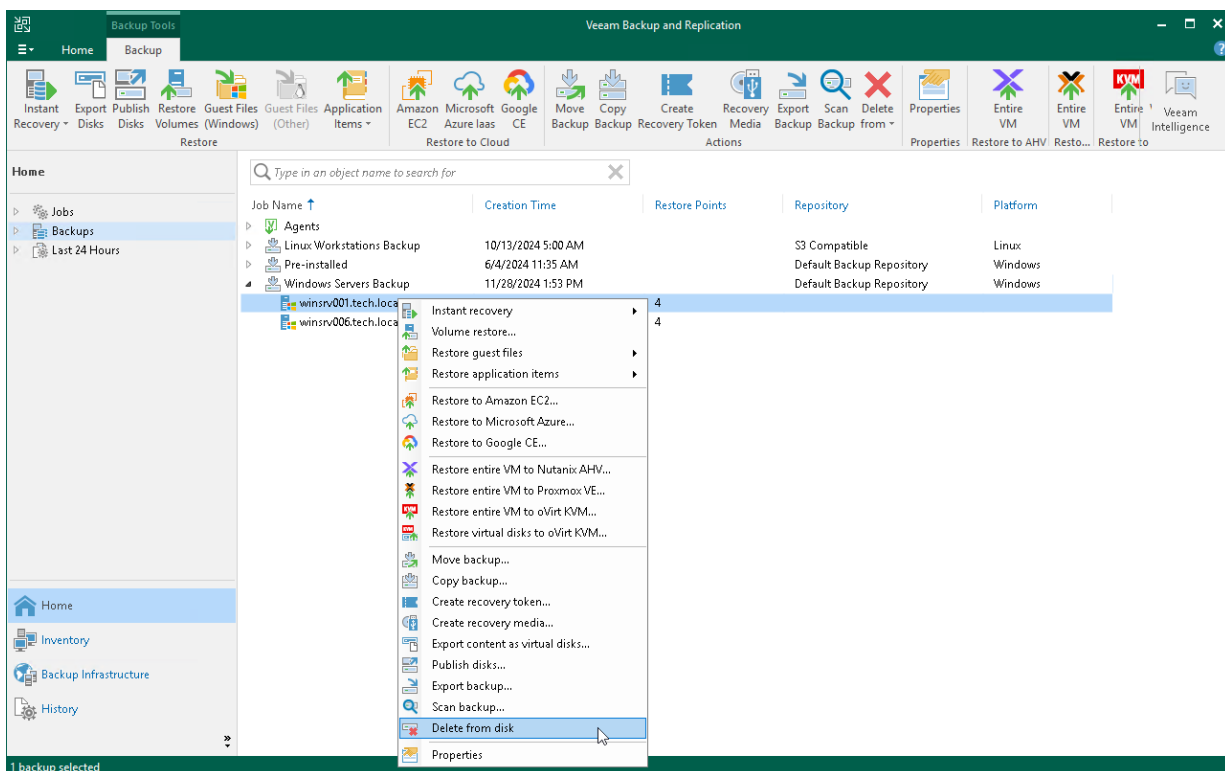 Backup Tools
Veeam Backup and Replication
Home
Backup
Instant Recovery
Export Disks
Publish Disks
Restore Volumes
Guest Files (Windows)
Guest Files (Other)
Application Items
Amazon EC2
Microsoft Azure Iaas
Google CE
Move Backup
Copy Backup
Create Recovery Token
Recovery Media
Export Backup
Scan Backup
Delete from
Properties
Entire VM
Entire VM
Entire VM
Veeam Intelligence
Restore
Restore to Cloud
Actions
Properties
Restore to AHV
Resto...
Restore to
Home
Type in an object name to search for
Jobs
Backups
Last 24 Hours
Job Name
Creation Time
Restore Points
Repository
Platform
Agents
Linux Workstations Backup 10/13/2024 5:00 AM S3 Compatible Linux
Pre-installed 6/4/2024 11:35 AM Default Backup Repository Windows
Windows Servers Backup 11/28/2024 1:53 PM Default Backup Repository Windows
winsrv001.tech.loca 4
winsrv006.tech.loca 4
Instant recovery
Volume restore...
Restore guest files
Restore application items
Restore to Amazon EC2...
Restore to Microsoft Azure...
Restore to Google CE...
Restore entire VM to Nutanix AHV...
Restore entire VM to Proxmox VE...
Restore entire VM to oVirt KVM...
Restore virtual disks to oVirt KVM...
Move backup...
Copy backup...
Create recovery token...
Create recovery media...
Export content as virtual disks...
Publish disks...
Export backup...
Scan backup...
Delete from disk
Properties
Home
Inventory
Backup Infrastructure
History
1 backup selected